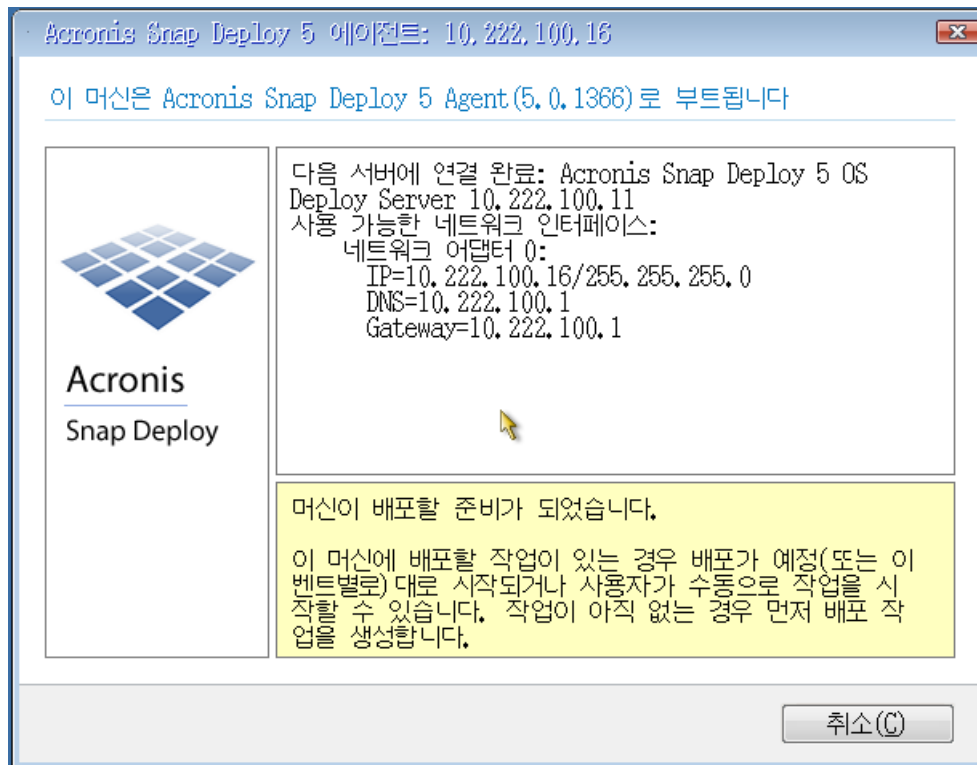 Acronis Snap Deploy 5 에이전트: 10.222.100.16
이 머신은 Acronis Snap Deploy 5 Agent(5.0.1366)로 부트됩니다
Acronis
Snap Deploy
다음 서버에 연결 완료: Acronis Snap Deploy 5 OS
Deploy Server 10.222.100.11
사용 가능한 네트워크 인터페이스:
네트워크 어댑터 0:
IP=10.222.100.16/255.255.255.0
DNS=10.222.100.1
Gateway=10.222.100.1
머신이 배포할 준비가 되었습니다.
이 머신에 배포할 작업이 있는 경우 배포가 예정(또는 이
벤트별로)대로 시작되거나 사용자가 수동으로 작업을 시
작할 수 있습니다. 작업이 아직 없는 경우 먼저 배포 작
업을 생성합니다.
취소(C)